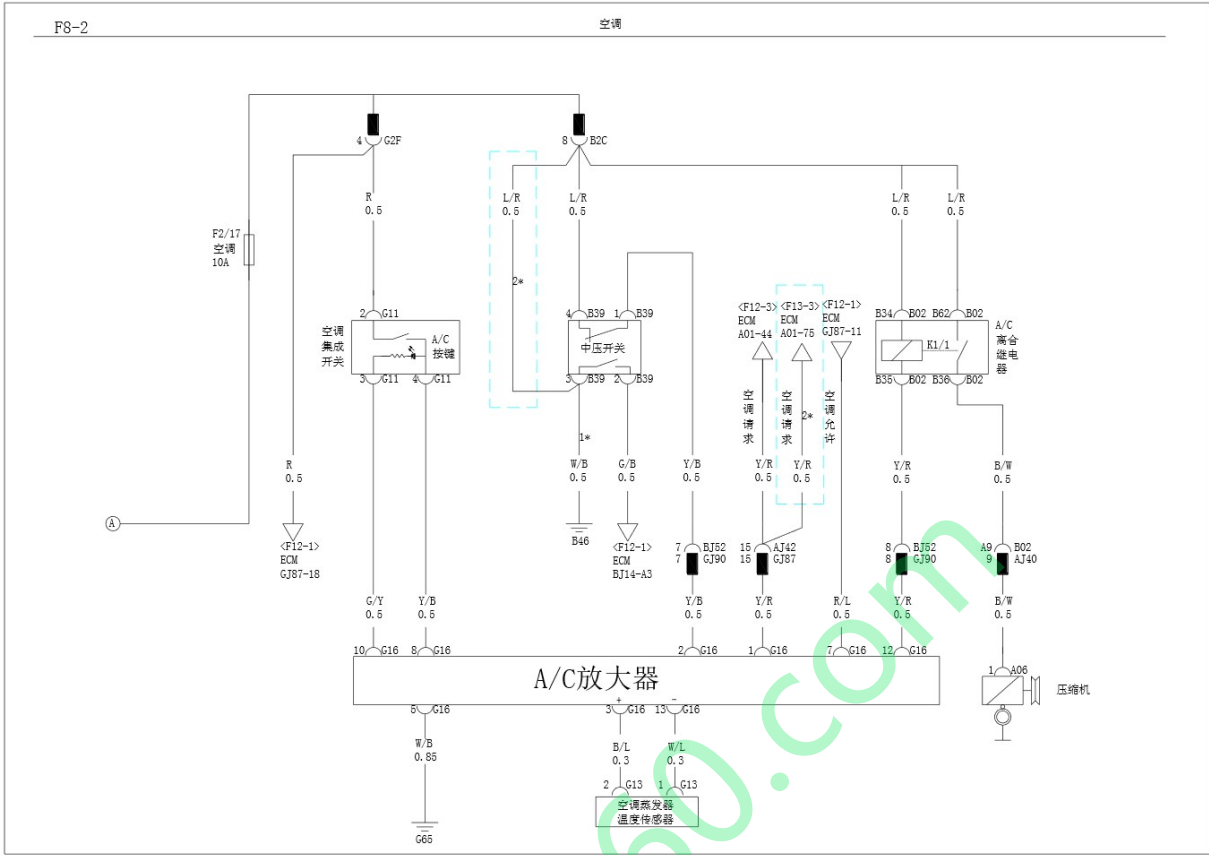 F8-2
空调
4
G2F
8
B2C
R
0.5
L/R
0.5
L/R
0.5
L/R
0.5
L/R
0.5
F2/17
空调
10A
2*
2
G11
4
B39
1
B39
<F12-3>
ECM
A01-44
<F13-3>
ECM
A01-75
<F12-1>
ECM
GJ87-11
B34
B02
B62
B02
空调
集成
开关
A/C
按键
中压开关
K1/1
A/C
离合
继电
器
3
G11
4
G11
3
B39
2
B39
B35
B02
B36
B02
空调请求
空调请求
2*
空调允许
1*
R
0.5
W/B
0.5
G/B
0.5
Y/B
0.5
Y/R
0.5
Y/R
0.5
Y/R
0.5
B/W
0.5
A
<F12-1>
ECM
GJ87-18
B46
<F12-1>
ECM
BJ14-A3
7
BJ52
7
GJ90
15
AJ42
15
GJ87
8
BJ52
8
GJ90
A9
B02
9
AJ40
G/Y
0.5
Y/B
0.5
Y/B
0.5
Y/R
0.5
R/L
0.5
Y/R
0.5
B/W
0.5
10
G16
8
G16
2
G16
1
G16
7
G16
12
G16
A/C放大器
1
A06
压缩机
+
-
5
G16
3
G16
13
G16
W/B
0.85
B/L
0.3
W/L
0.3
2
G13
1
G13
空调蒸发器
温度传感器
G65
60.com